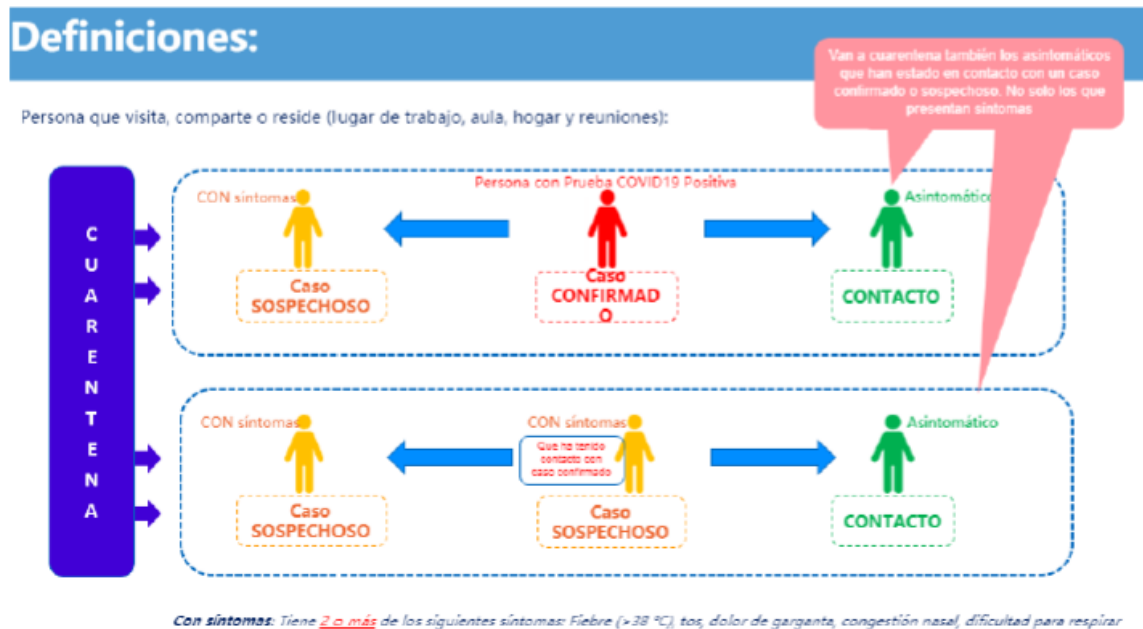 Definiciones:
Van a cuarentena también los asintomáticos
que han estado en contacto con un caso
confirmado o sospechoso. No solo los que
presentan síntomas
Persona que visita, comparte o reside (lugar de trabajo, aula, hogar y reuniones):
C
U
A
R
E
N
T
E
N
A
Persona con Prueba COVID19 Positiva
CON síntomas
Asintomático
Caso
SOSPECHOSO
Caso
CONFIRMAD
O
CONTACTO
CON síntomas
CON síntomas
Asintomático
Que ha tenido
contacto con
caso confirmado
Caso
SOSPECHOSO
Caso
SOSPECHOSO
CONTACTO
Con síntomas: Tiene 2 o más de los siguientes síntomas: Fiebre (>38 °C), tos, dolor de garganta, congestión nasal, dificultad para respirar